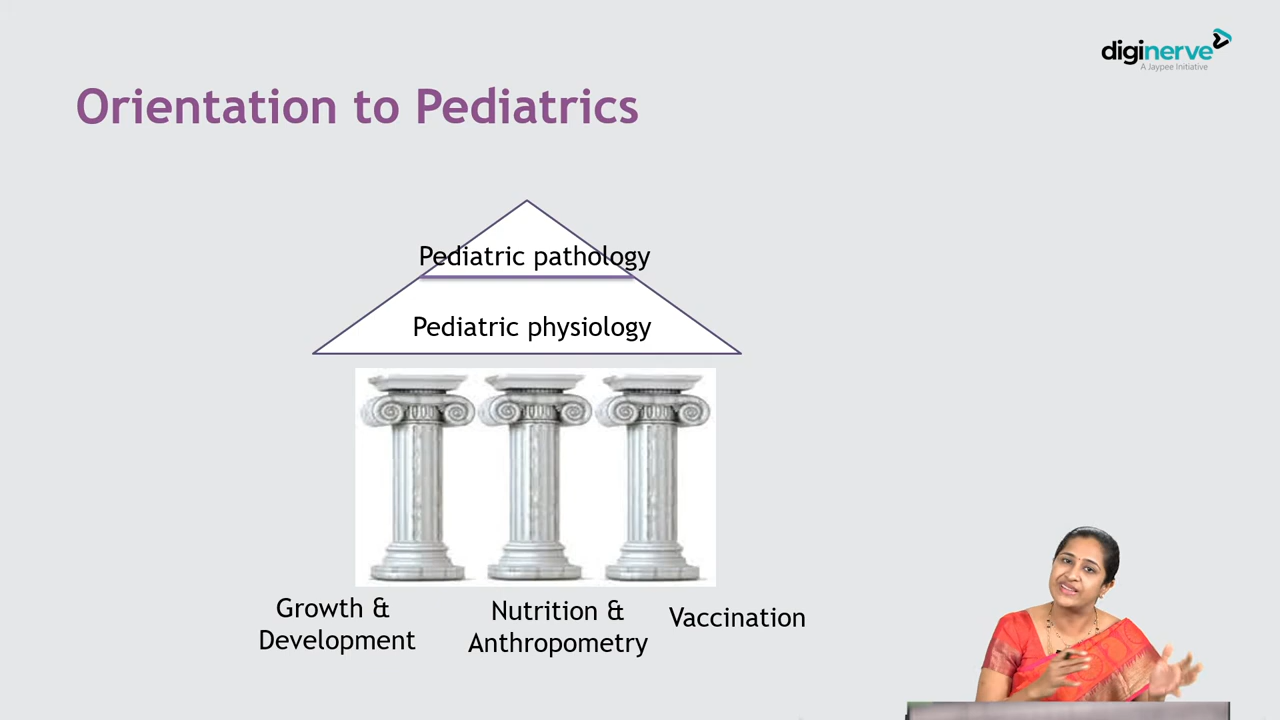 diginerve
A Jaypee Initiative
Orientation to Pediatrics
Pediatric pathology
Pediatric physiology
Growth &
Development
Nutrition &
Anthropometry
Vaccination